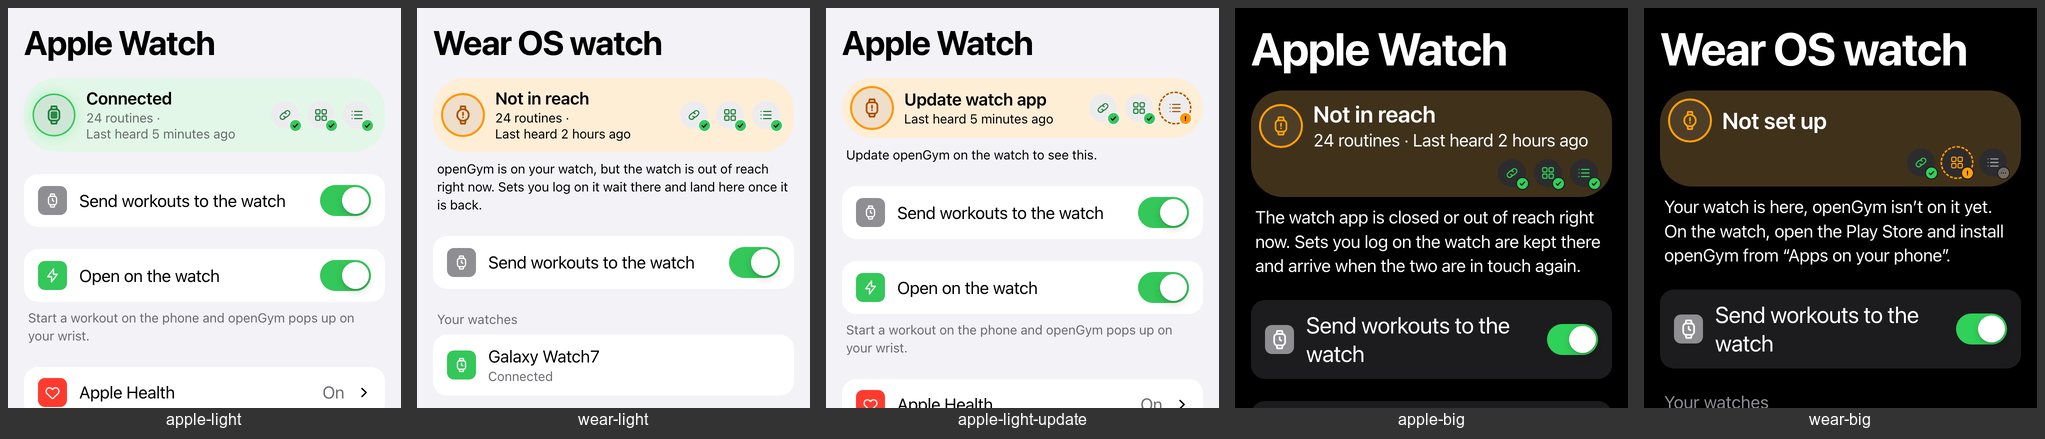 Apple Watch
Connected
24 routines ·
Last heard 5 minutes ago
Send workouts to the watch
Open on the watch
Start a workout on the phone and openGym pops up on
your wrist.
Apple Health
On
apple-light
Wear OS watch
Not in reach
24 routines ·
Last heard 2 hours ago
openGym is on your watch, but the watch is out of reach
right now. Sets you log on it wait there and land here once it
is back.
Send workouts to the watch
Your watches
Galaxy Watch7
Connected
wear-light
Apple Watch
Update watch app
Last heard 5 minutes ago
Update openGym on the watch to see this.
Send workouts to the watch
Open on the watch
Start a workout on the phone and openGym pops up on
your wrist.
Apple Health
On
apple-light-update
Apple Watch
Not in reach
24 routines · Last heard 2 hours ago
The watch app is closed or out of reach right
now. Sets you log on the watch are kept there
and arrive when the two are in touch again.
Send workouts to the
watch
apple-big
Wear OS watch
Not set up
Your watch is here, openGym isn’t on it yet.
On the watch, open the Play Store and install
openGym from “Apps on your phone”.
Send workouts to the
watch
Your watches
wear-big